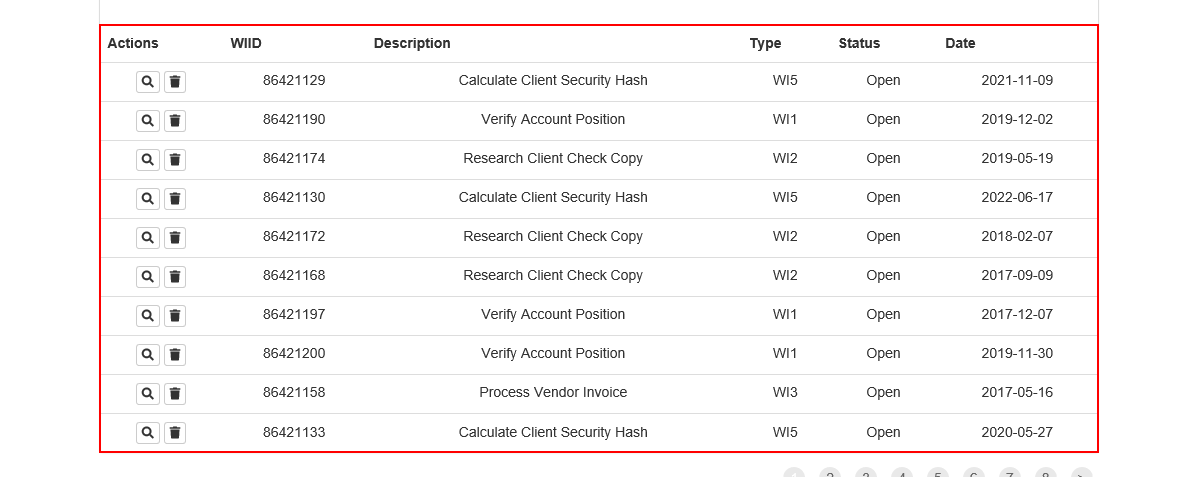 Actions WIID Description Type Status Date
86421129 Calculate Client Security Hash WI5 Open 2021-11-09
86421190 Verify Account Position WI1 Open 2019-12-02
86421174 Research Client Check Copy WI2 Open 2019-05-19
86421130 Calculate Client Security Hash WI5 Open 2022-06-17
86421172 Research Client Check Copy WI2 Open 2018-02-07
86421168 Research Client Check Copy WI2 Open 2017-09-09
86421197 Verify Account Position WI1 Open 2017-12-07
86421200 Verify Account Position WI1 Open 2019-11-30
86421158 Process Vendor Invoice WI3 Open 2017-05-16
86421133 Calculate Client Security Hash WI5 Open 2020-05-27
1 2 3 4 5 6 7 8 >